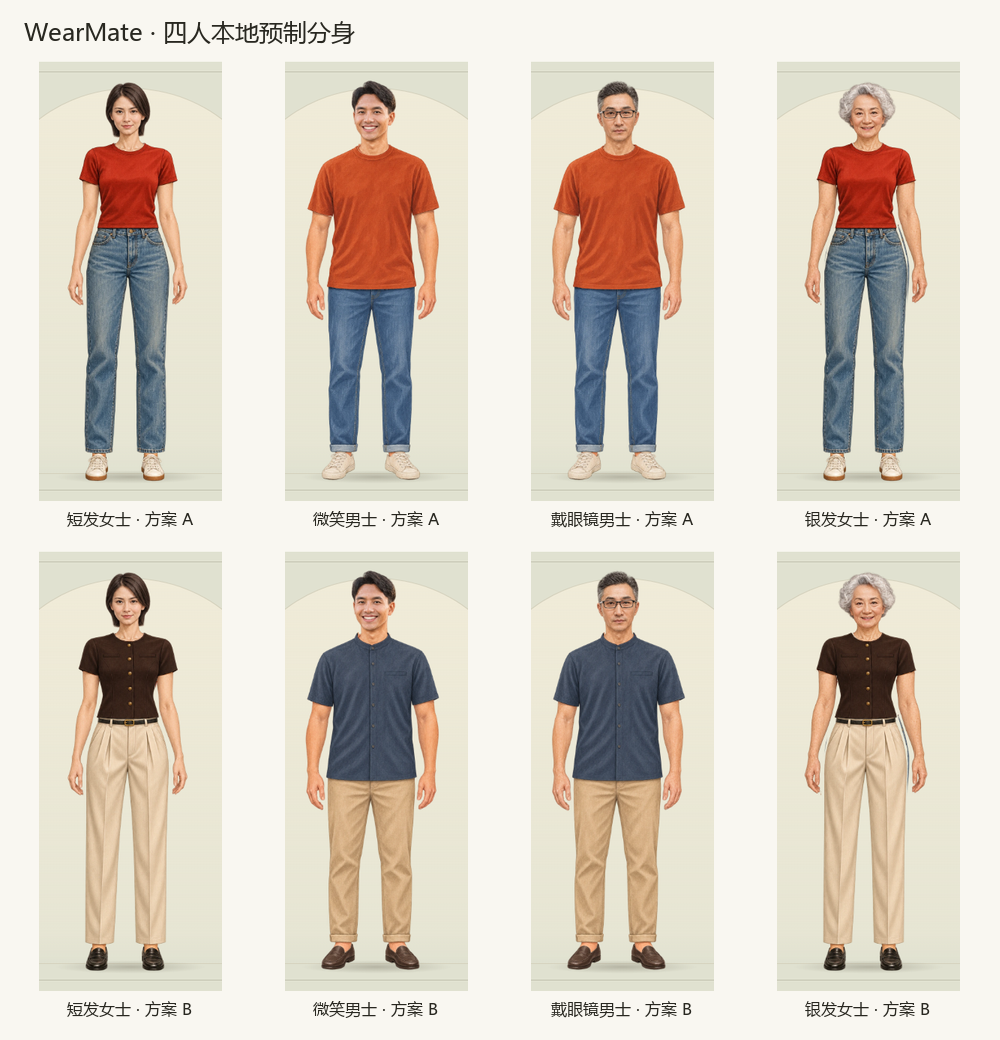 WearMate · 四人本地预制分身
短发女士 · 方案 A
微笑男士 · 方案 A
戴眼镜男士 · 方案 A
银发女士 · 方案 A
短发女士 · 方案 B
微笑男士 · 方案 B
戴眼镜男士 · 方案 B
银发女士 · 方案 B